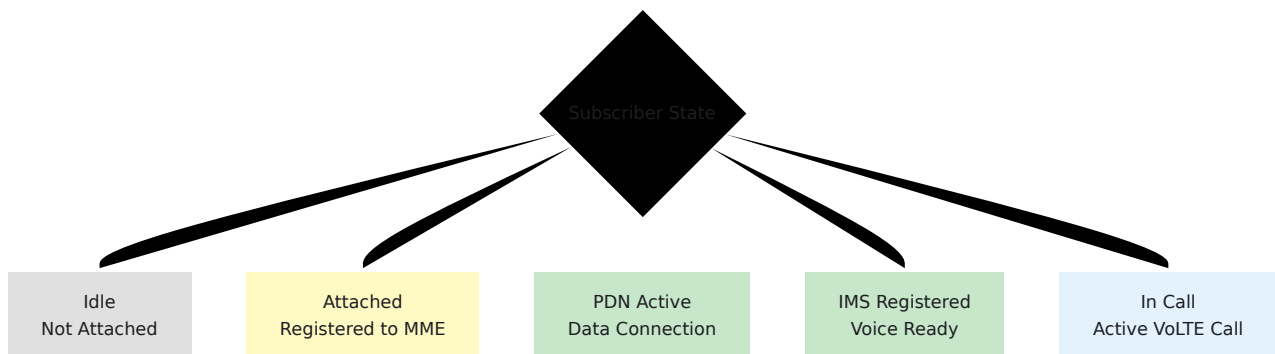 Subscriber State
Idle
Not Attached
Attached
Registered to MME
PDN Active
Data Connection
IMS Registered
Voice Ready
In Call
Active VoLTE Call